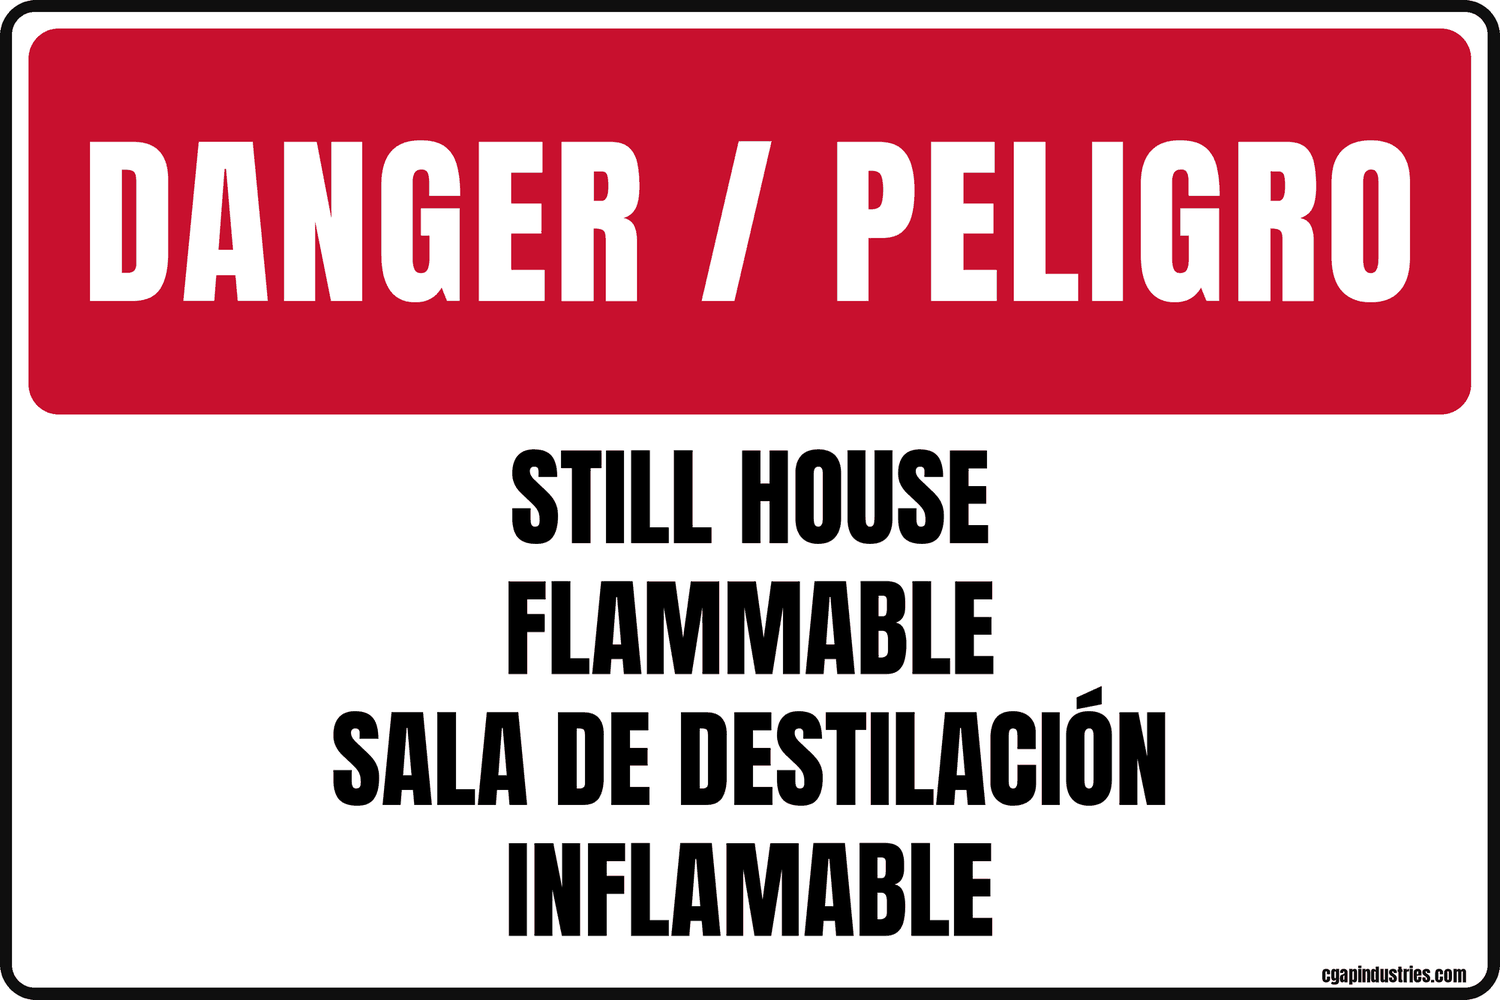 DANGER / PELIGRO
STILL HOUSE
FLAMMABLE
SALA DE DESTILACIÓN
INFLAMABLE
cgapindustries.com